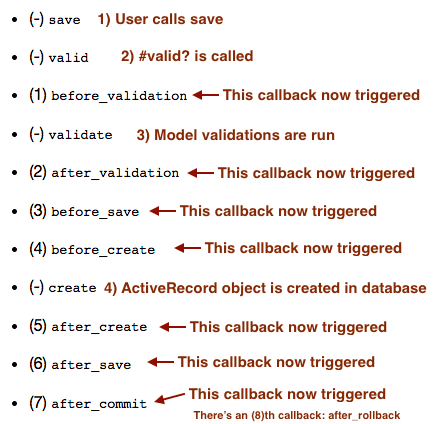 (-) save 1) User calls save
(-) valid 2) #valid? is called
(1) before_validation This callback now triggered
(-) validate 3) Model validations are run
(2) after_validation This callback now triggered
(3) before_save This callback now triggered
(4) before_create This callback now triggered
(-) create 4) ActiveRecord object is created in database
(5) after_create This callback now triggered
(6) after_save This callback now triggered
(7) after_commit This callback now triggered
There's an (8)th callback: after_rollback